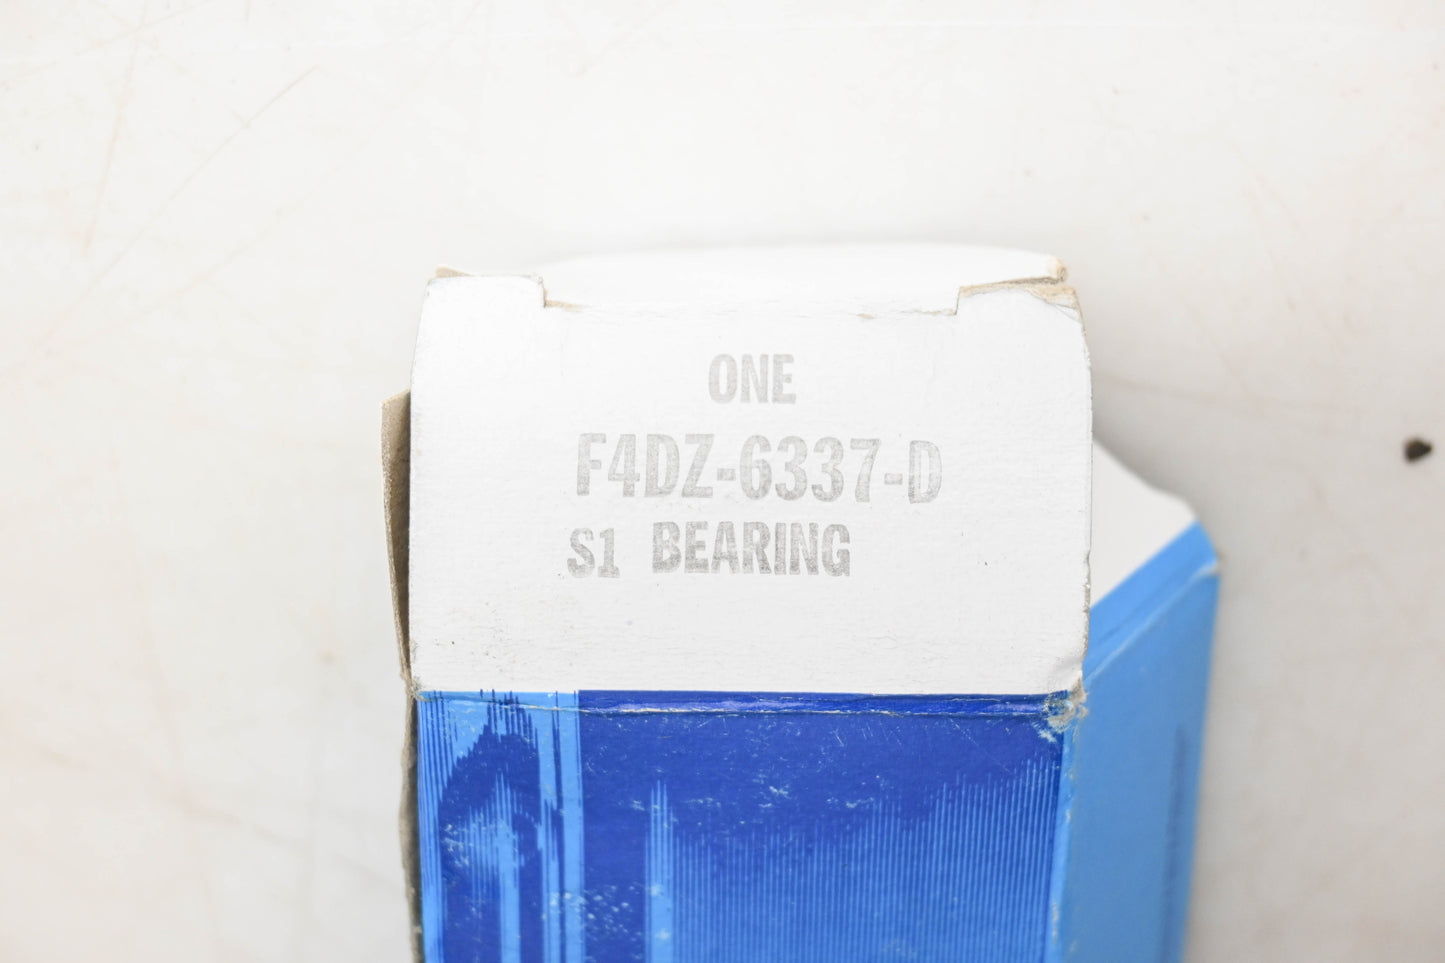 ONE
F4DZ-6337-D
S1 BEARING